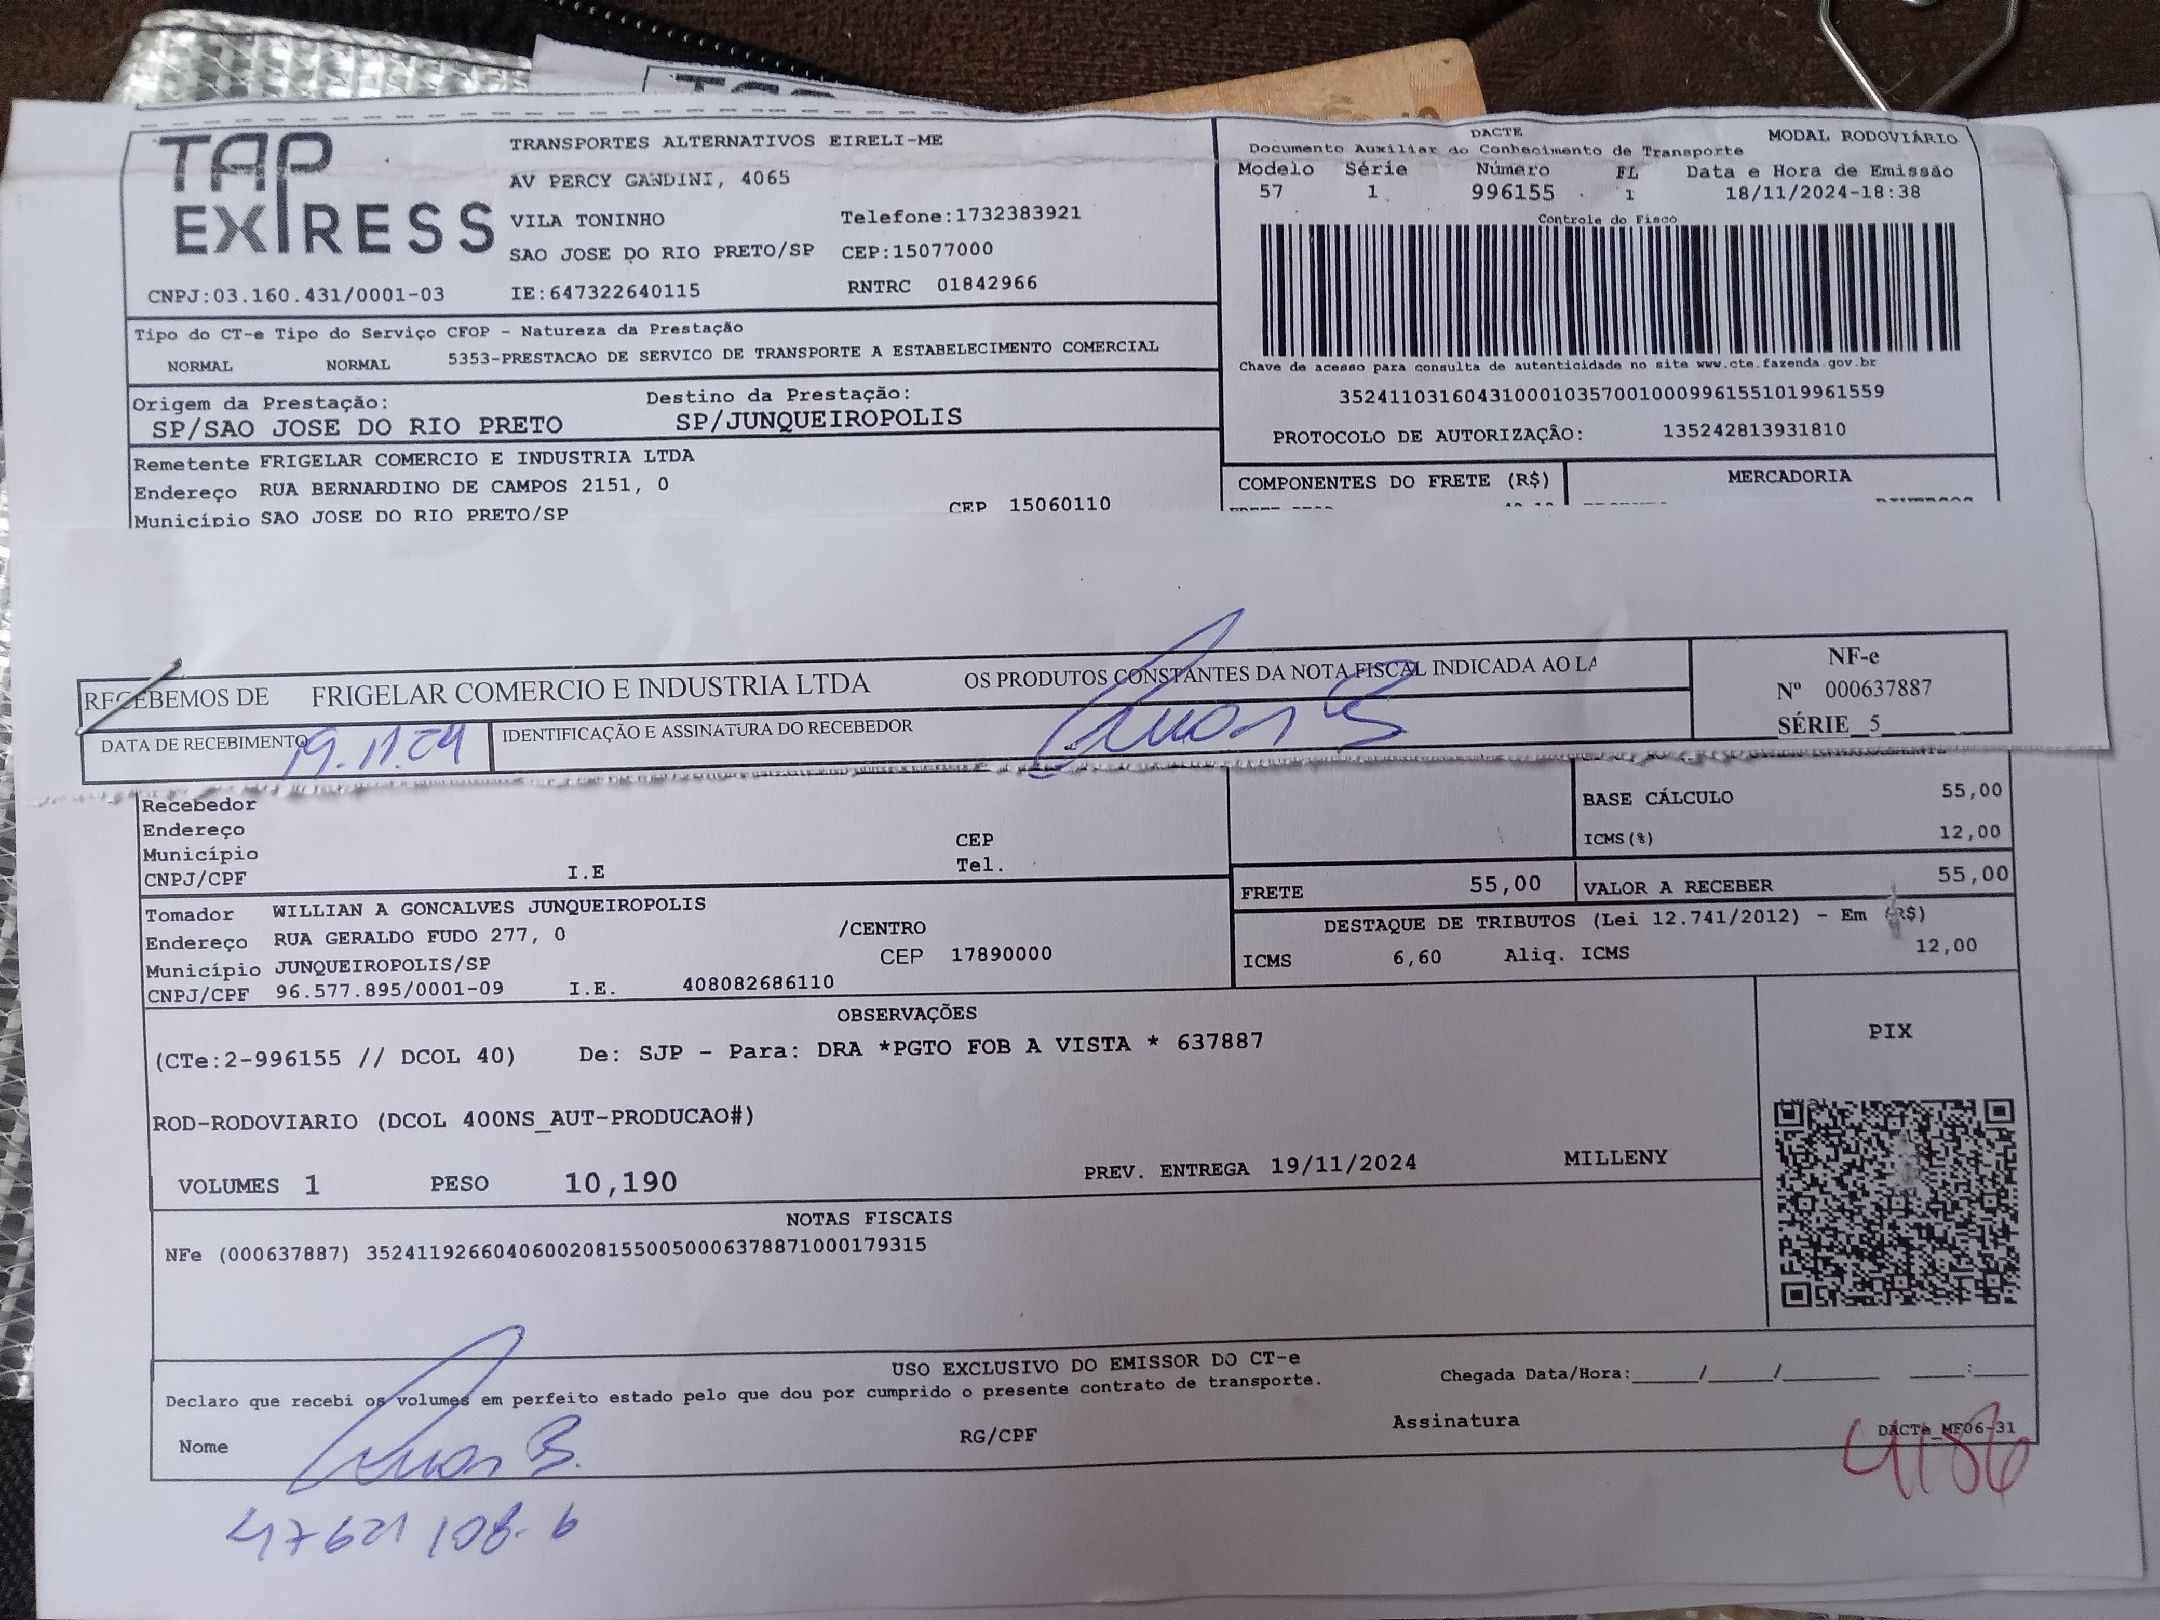 TAP EXPRESS
TRANSPORTES ALTERNATIVOS EIRELI-ME
AV PERCY GANDINI, 4065
VILA TONINHO Telefone:1732383921
SAO JOSE DO RIO PRETO/SP CEP:15077000
CNPJ:03.160.431/0001-03 IE:647322640115 RNTRC 01842966
DACTE MODAL RODOVIÁRIO
Documento Auxiliar do Conhecimento de Transporte
Modelo Série Número FL Data e Hora de Emissão
57 1 996155 1 18/11/2024-18:38
Controle do Fisco
Chave de acesso para consulta de autenticidade no site www.cte.fazenda.gov.br
35241103160431000103570010009961551019961559
PROTOCOLO DE AUTORIZAÇÃO: 135242813931810
Tipo do CT-e Tipo do Serviço CFOP - Natureza da Prestação
NORMAL NORMAL 5353-PRESTACAO DE SERVICO DE TRANSPORTE A ESTABELECIMENTO COMERCIAL
Origem da Prestação: Destino da Prestação:
SP/SAO JOSE DO RIO PRETO SP/JUNQUEIROPOLIS
Remetente FRIGELAR COMERCIO E INDUSTRIA LTDA
Endereço RUA BERNARDINO DE CAMPOS 2151, 0
Município SAO JOSE DO RIO PRETO/SP CEP 15060110
COMPONENTES DO FRETE (R$) MERCADORIA
RECEBEMOS DE FRIGELAR COMERCIO E INDUSTRIA LTDA OS PRODUTOS CONSTANTES DA NOTA FISCAL INDICADA AO LA
NF-e
Nº 000637887
SÉRIE 5
DATA DE RECEBIMENTO 19.11.24 IDENTIFICAÇÃO E ASSINATURA DO RECEBEDOR
Recebedor
Endereço
Município CEP
CNPJ/CPF I.E Tel.
BASE CÁLCULO 55,00
ICMS(%) 12,00
FRETE 55,00 VALOR A RECEBER 55,00
Tomador WILLIAN A GONCALVES JUNQUEIROPOLIS
Endereço RUA GERALDO FUDO 277, 0 /CENTRO
Município JUNQUEIROPOLIS/SP CEP 17890000
CNPJ/CPF 96.577.895/0001-09 I.E. 408082686110
DESTAQUE DE TRIBUTOS (Lei 12.741/2012) - Em (R$)
ICMS 6,60 Aliq. ICMS 12,00
OBSERVAÇÕES
(CTe:2-996155 // DCOL 40) De: SJP - Para: DRA *PGTO FOB A VISTA * 637887
PIX
ROD-RODOVIARIO (DCOL 400NS_AUT-PRODUCAO#)
VOLUMES 1 PESO 10,190 PREV. ENTREGA 19/11/2024 MILLENY
NOTAS FISCAIS
NFe (000637887) 35241192660406002081550050006378871000179315
USO EXCLUSIVO DO EMISSOR DO CT-e
Declaro que recebi os volumes em perfeito estado pelo que dou por cumprido o presente contrato de transporte.
Chegada Data/Hora:_____/_____/_______ ____:____
Nome RG/CPF Assinatura
DACTe_MF06-31
4186
47621108-6